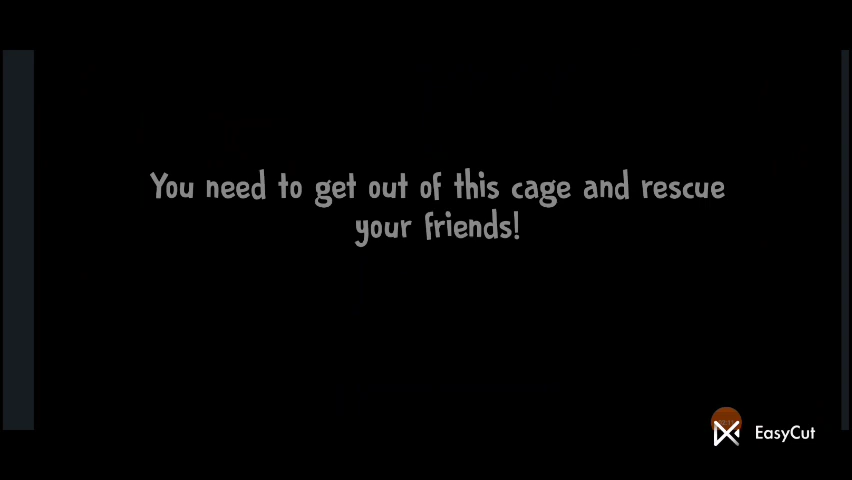 You need to get out of this cage and rescue
your friends!
EasyCut